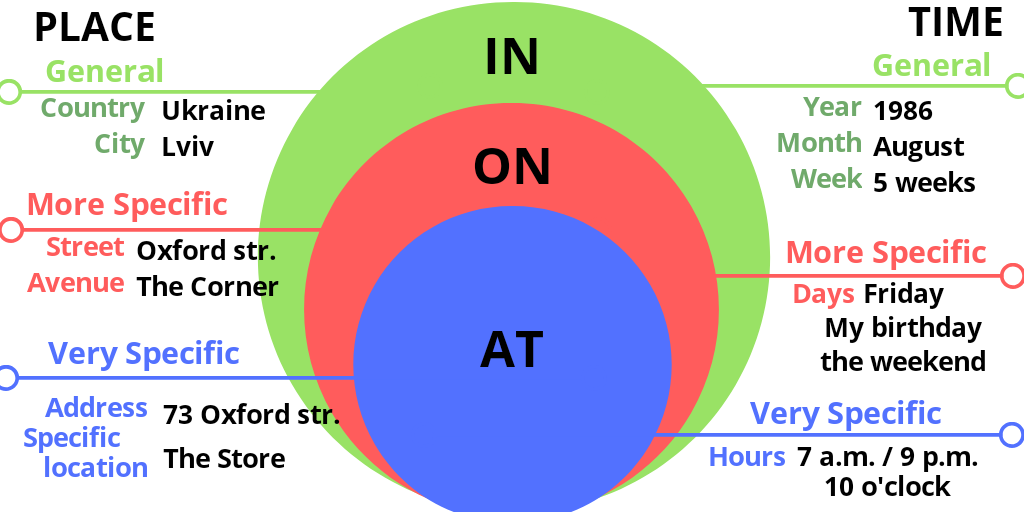 PLACE
General
Country Ukraine
City Lviv
More Specific
Street Oxford str.
Avenue The Corner
Very Specific
Address 73 Oxford str.
Specific
location The Store
IN
ON
AT
TIME
General
Year 1986
Month August
Week 5 weeks
More Specific
Days Friday
My birthday
the weekend
Very Specific
Hours 7 a.m. / 9 p.m.
10 o'clock